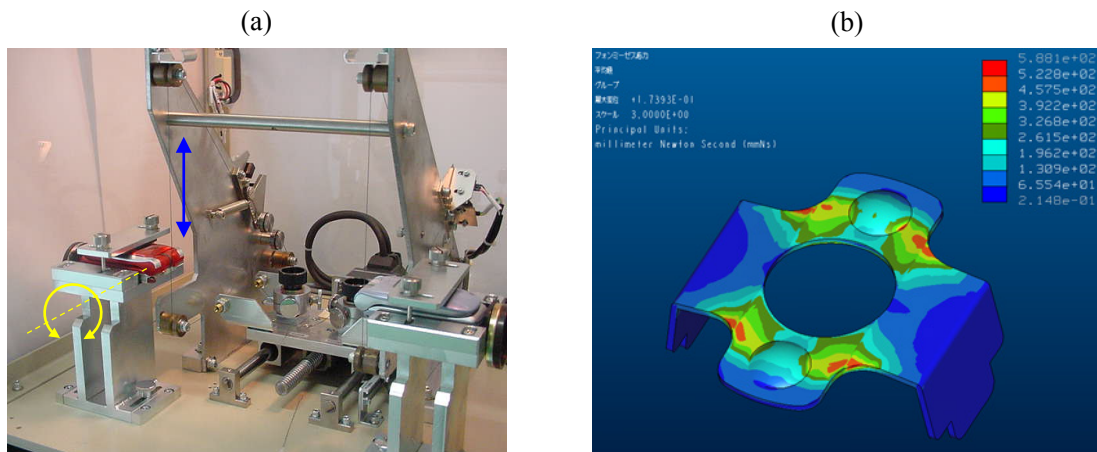 (a)
(b)
フォンミーゼス応力
平均値
グループ
最大変位 +1.7393E-01
スケール 3.0000E+00
Principal Units:
millimeter Newton Second (mmNs)
5.881e+02
5.228e+02
4.575e+02
3.922e+02
3.268e+02
2.615e+02
1.962e+02
1.309e+02
6.554e+01
2.148e-01